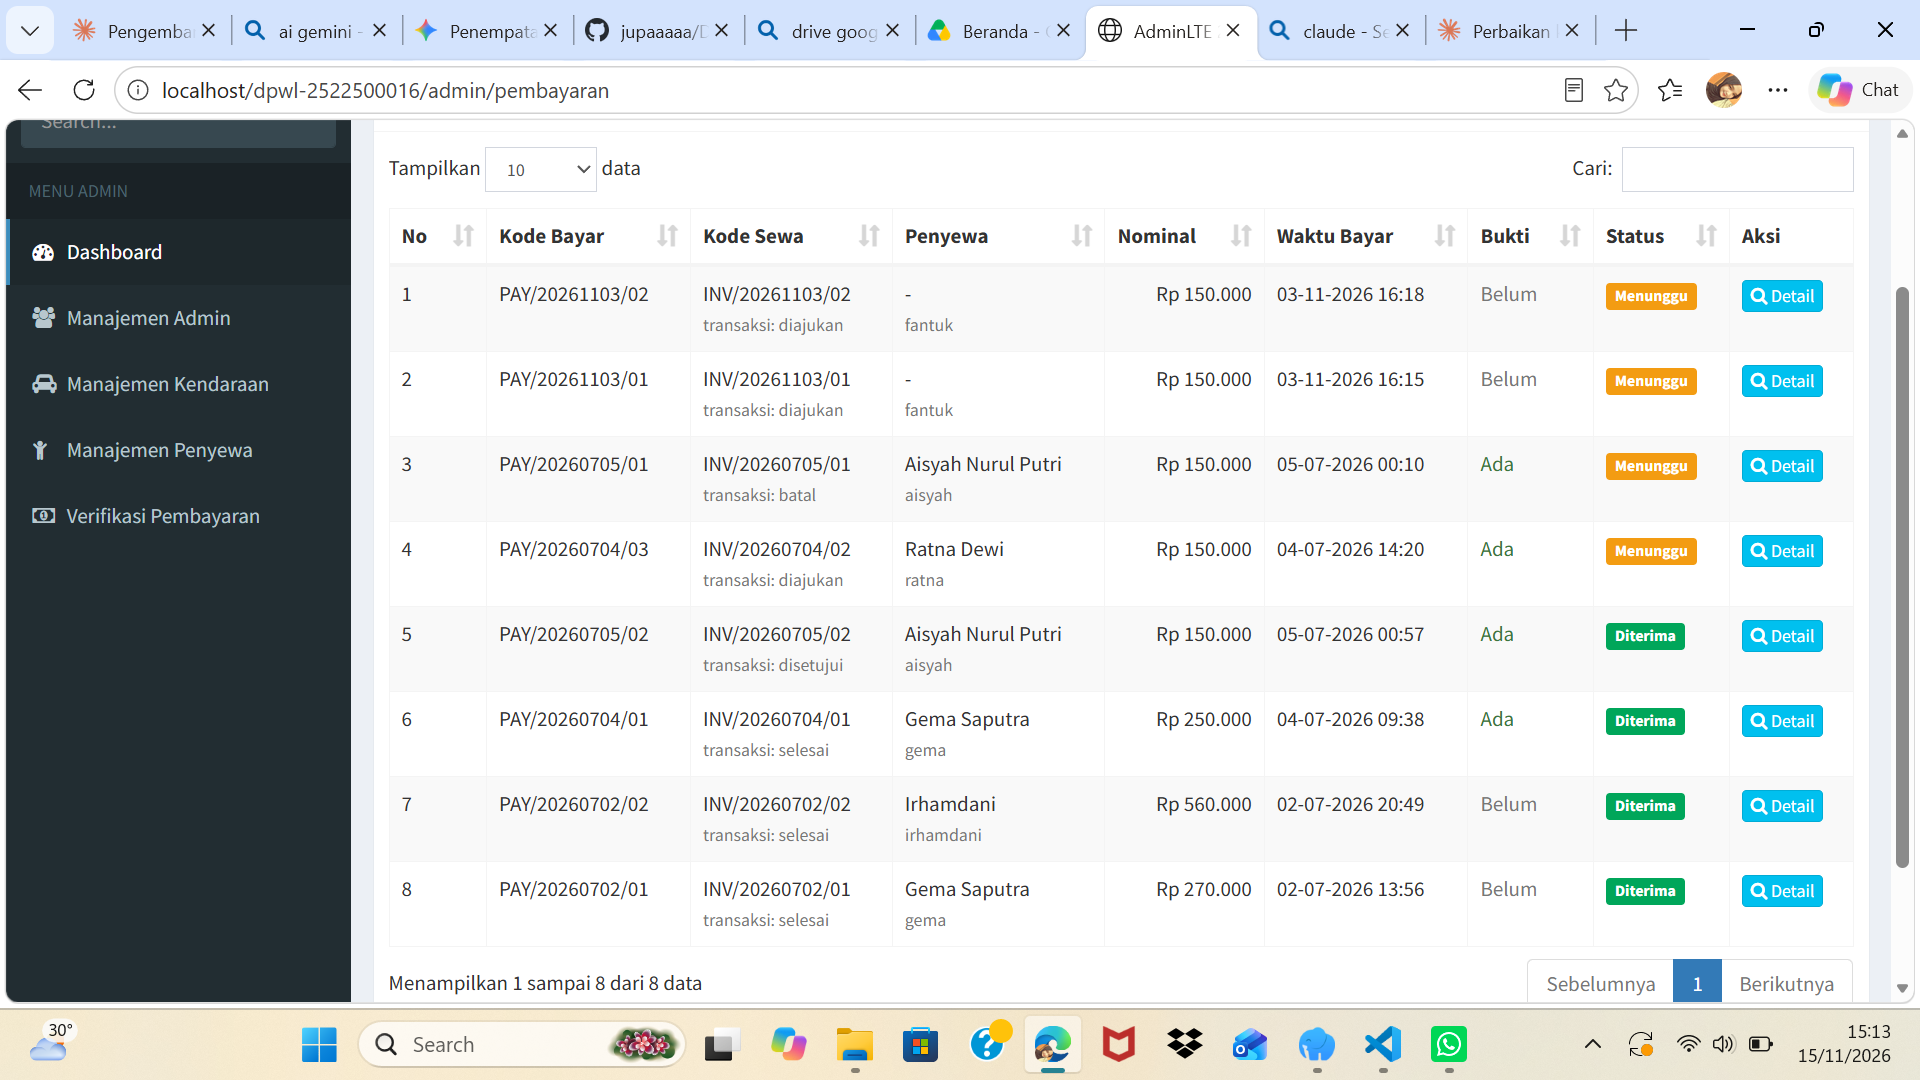 Pengemba
ai gemini -
Penempata
jupaaaaa/D
drive goog
Beranda -
AdminLTE
claude - Se
Perbaikan
localhost/dpwl-2522500016/admin/pembayaran
Chat
Search...
MENU ADMIN
Dashboard
Manajemen Admin
Manajemen Kendaraan
Manajemen Penyewa
Verifikasi Pembayaran
Tampilkan 10 data
Cari:
No Kode Bayar Kode Sewa Penyewa Nominal Waktu Bayar Bukti Status Aksi
1 PAY/20261103/02 INV/20261103/02 - Rp 150.000 03-11-2026 16:18 Belum Menunggu Detail
transaksi: diajukan fantuk
2 PAY/20261103/01 INV/20261103/01 - Rp 150.000 03-11-2026 16:15 Belum Menunggu Detail
transaksi: diajukan fantuk
3 PAY/20260705/01 INV/20260705/01 Aisyah Nurul Putri Rp 150.000 05-07-2026 00:10 Ada Menunggu Detail
transaksi: batal aisyah
4 PAY/20260704/03 INV/20260704/02 Ratna Dewi Rp 150.000 04-07-2026 14:20 Ada Menunggu Detail
transaksi: diajukan ratna
5 PAY/20260705/02 INV/20260705/02 Aisyah Nurul Putri Rp 150.000 05-07-2026 00:57 Ada Diterima Detail
transaksi: disetujui aisyah
6 PAY/20260704/01 INV/20260704/01 Gema Saputra Rp 250.000 04-07-2026 09:38 Ada Diterima Detail
transaksi: selesai gema
7 PAY/20260702/02 INV/20260702/02 Irhamdani Rp 560.000 02-07-2026 20:49 Belum Diterima Detail
transaksi: selesai irhamdani
8 PAY/20260702/01 INV/20260702/01 Gema Saputra Rp 270.000 02-07-2026 13:56 Belum Diterima Detail
transaksi: selesai gema
Menampilkan 1 sampai 8 dari 8 data
Sebelumnya 1 Berikutnya
30°
Search
15:13
15/11/2026